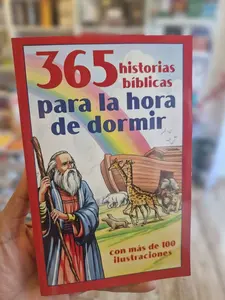 365 historias
bíblicas
para la hora
de dormir
con más de 100
ilustraciones